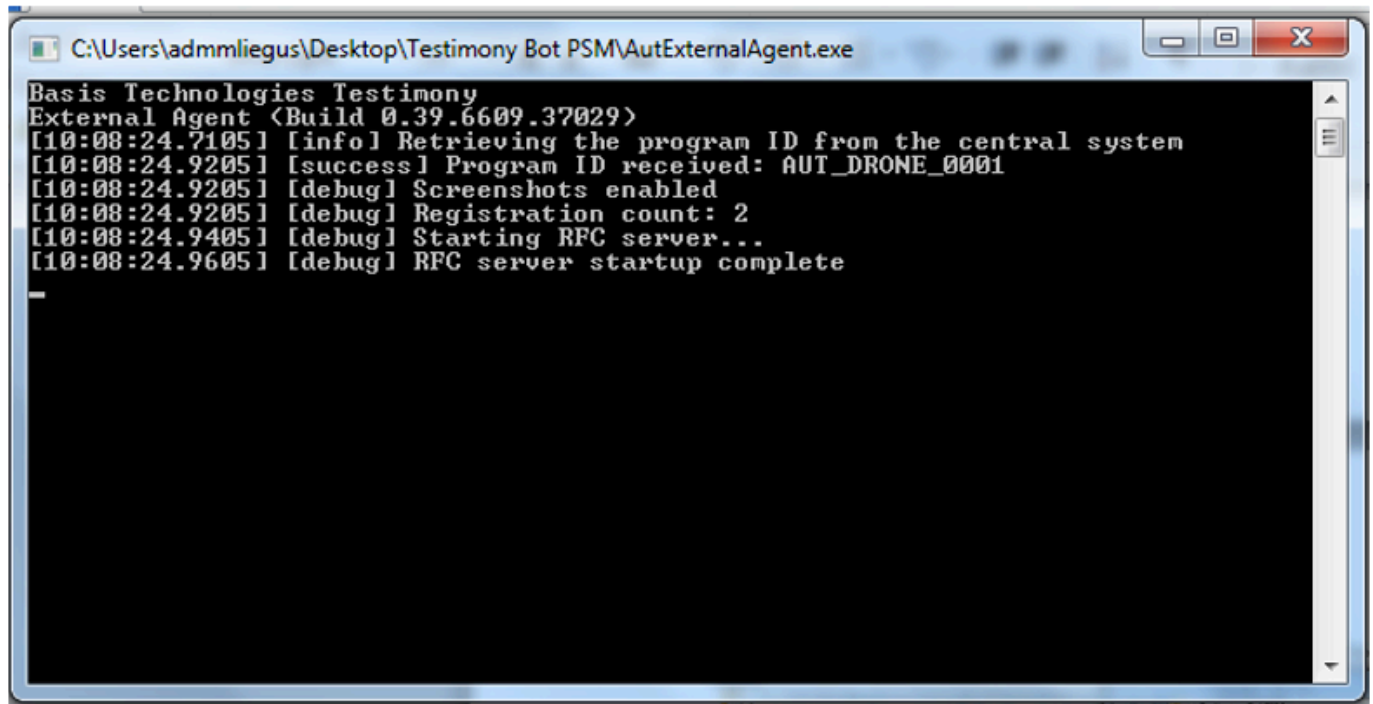 C:\Users\admmliegus\Desktop\Testimony Bot PSM\AutExternalAgent.exe
Basis Technologies Testimony
External Agent (Build 0.39.6609.37029)
[10:08:24.7105] [info] Retrieving the program ID from the central system
[10:08:24.9205] [success] Program ID received: AUT_DRONE_0001
[10:08:24.9205] [debug] Screenshots enabled
[10:08:24.9205] [debug] Registration count: 2
[10:08:24.9405] [debug] Starting RFC server...
[10:08:24.9605] [debug] RFC server startup complete